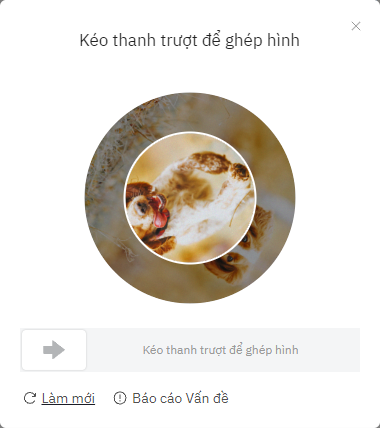 Kéo thanh trượt để ghép hình
Kéo thanh trượt để ghép hình
Làm mới
Báo cáo Vấn đề